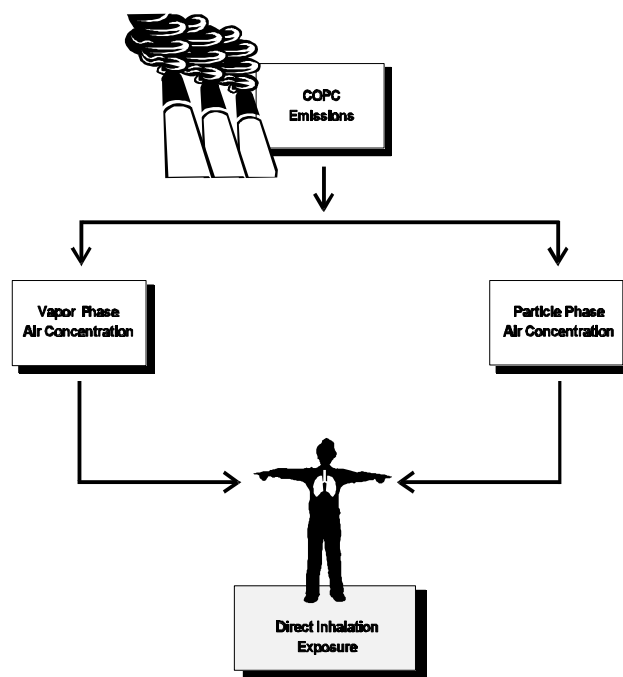 COPC
Emissions
Vapor Phase
Air Concentration
Particle Phase
Air Concentration
Direct Inhalation
Exposure